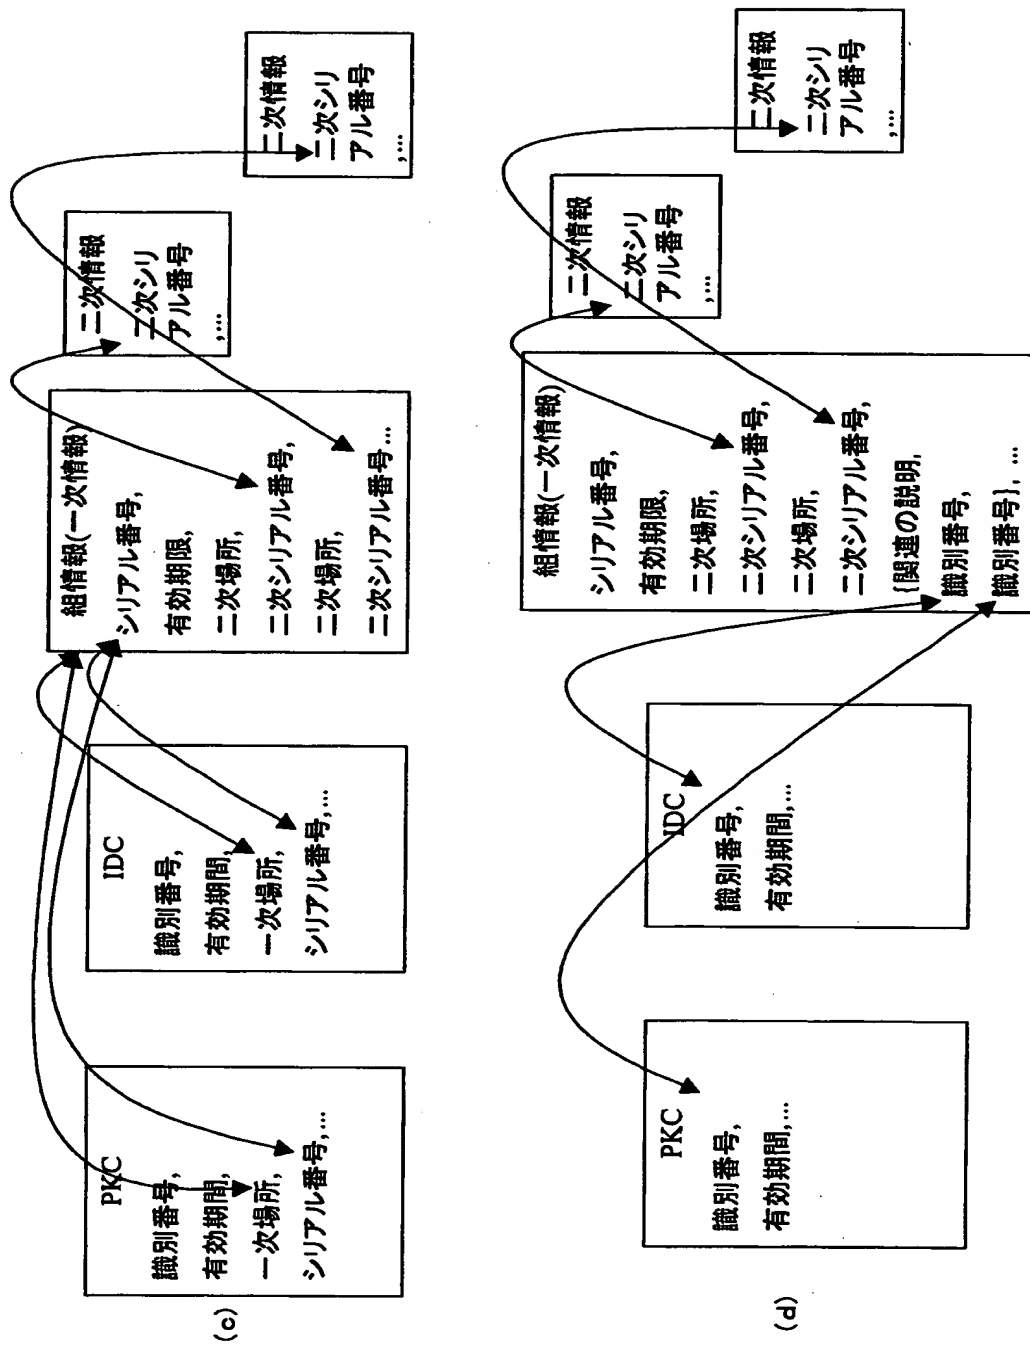 (c)
PKC
識別番号,
有効期間,
一次場所,
シリアル番号,...
IDC
識別番号,
有効期間,
一次場所,
シリアル番号,...
組情報(一次情報)
シリアル番号,
有効期限,
二次場所,
二次シリアル番号,
二次場所,
二次シリアル番号...
二次情報
二次シリ
アル番号
,...
二次情報
二次シリ
アル番号
,...
(d)
PKC
識別番号,
有効期間,...
IDC
識別番号,
有効期間,...
組情報(一次情報)
シリアル番号,
有効期限,
二次場所,
二次シリアル番号,
二次場所,
二次シリアル番号,
{関連の説明,
識別番号,
識別番号}, ...
二次情報
二次シリ
アル番号
,...
二次情報
二次シリ
アル番号
,...